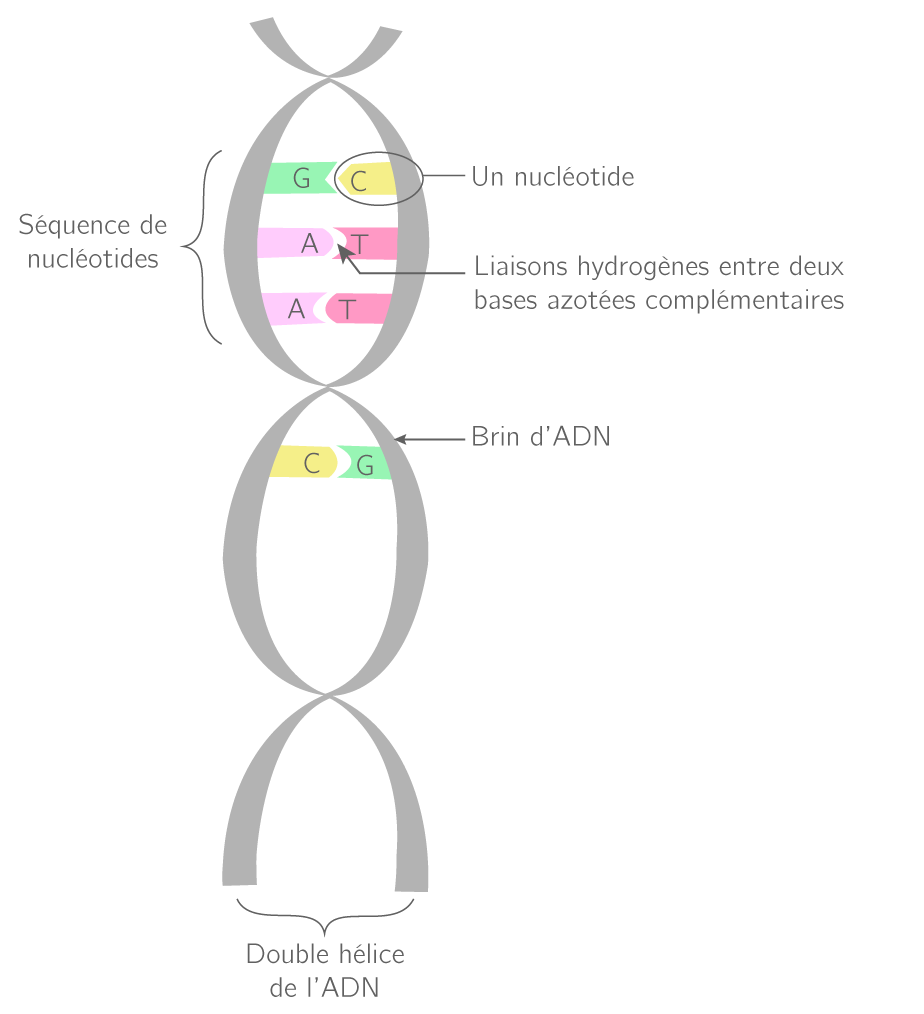 G C
Un nucléotide
Séquence de
nucléotides
A T
Liaisons hydrogènes entre deux
bases azotées complémentaires
A T
Brin d'ADN
C G
Double hélice
de l'ADN